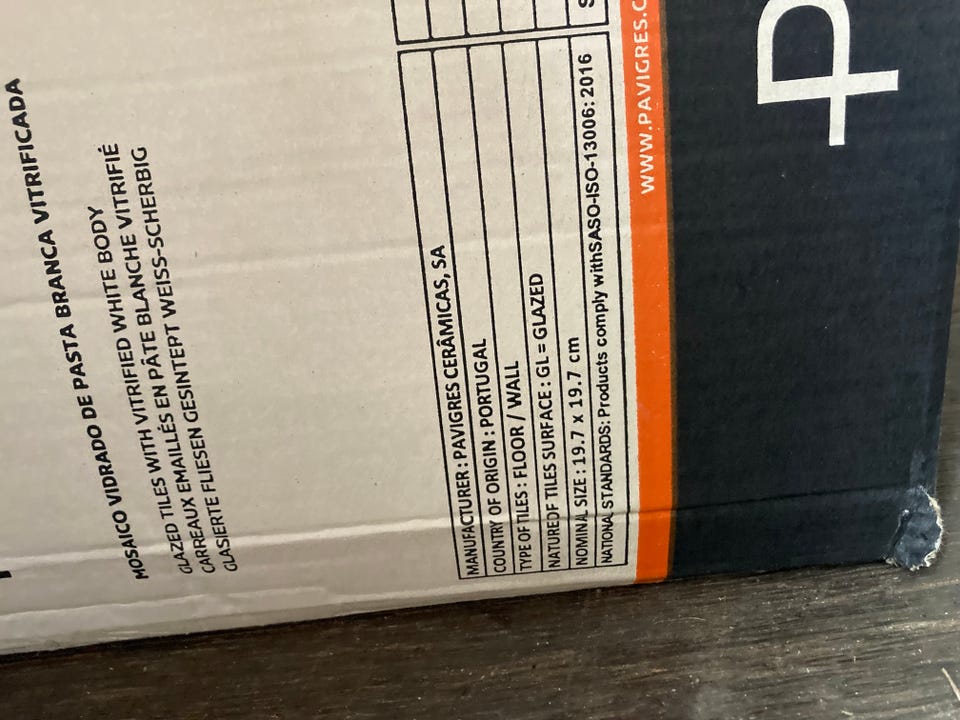 MOSAICO VIDRADO DE PASTA BRANCA VITRIFICADA
GLAZED TILES WITH VITRIFIED WHITE BODY
CARREAUX EMAILLÉS EN PÂTE BLANCHE VITRIFIÉ
GLASIERTE FLIESEN GESINTEPT WEISS-SCHERBIG
MANUFACTURER : PAVIGRES CERÂMICAS, SA
COUNTRY OF ORIGIN : PORTUGAL
TYPE OF TILES : FLOOR / WALL
NATUREOF TILES SURFACE : GL = GLAZED
NOMINAL SIZE : 19.7 x 19.7 cm
NATIONAL STANDARDS: Products comply withSASO-ISO-13006: 2016
WWW.PAVIGRES.C
P